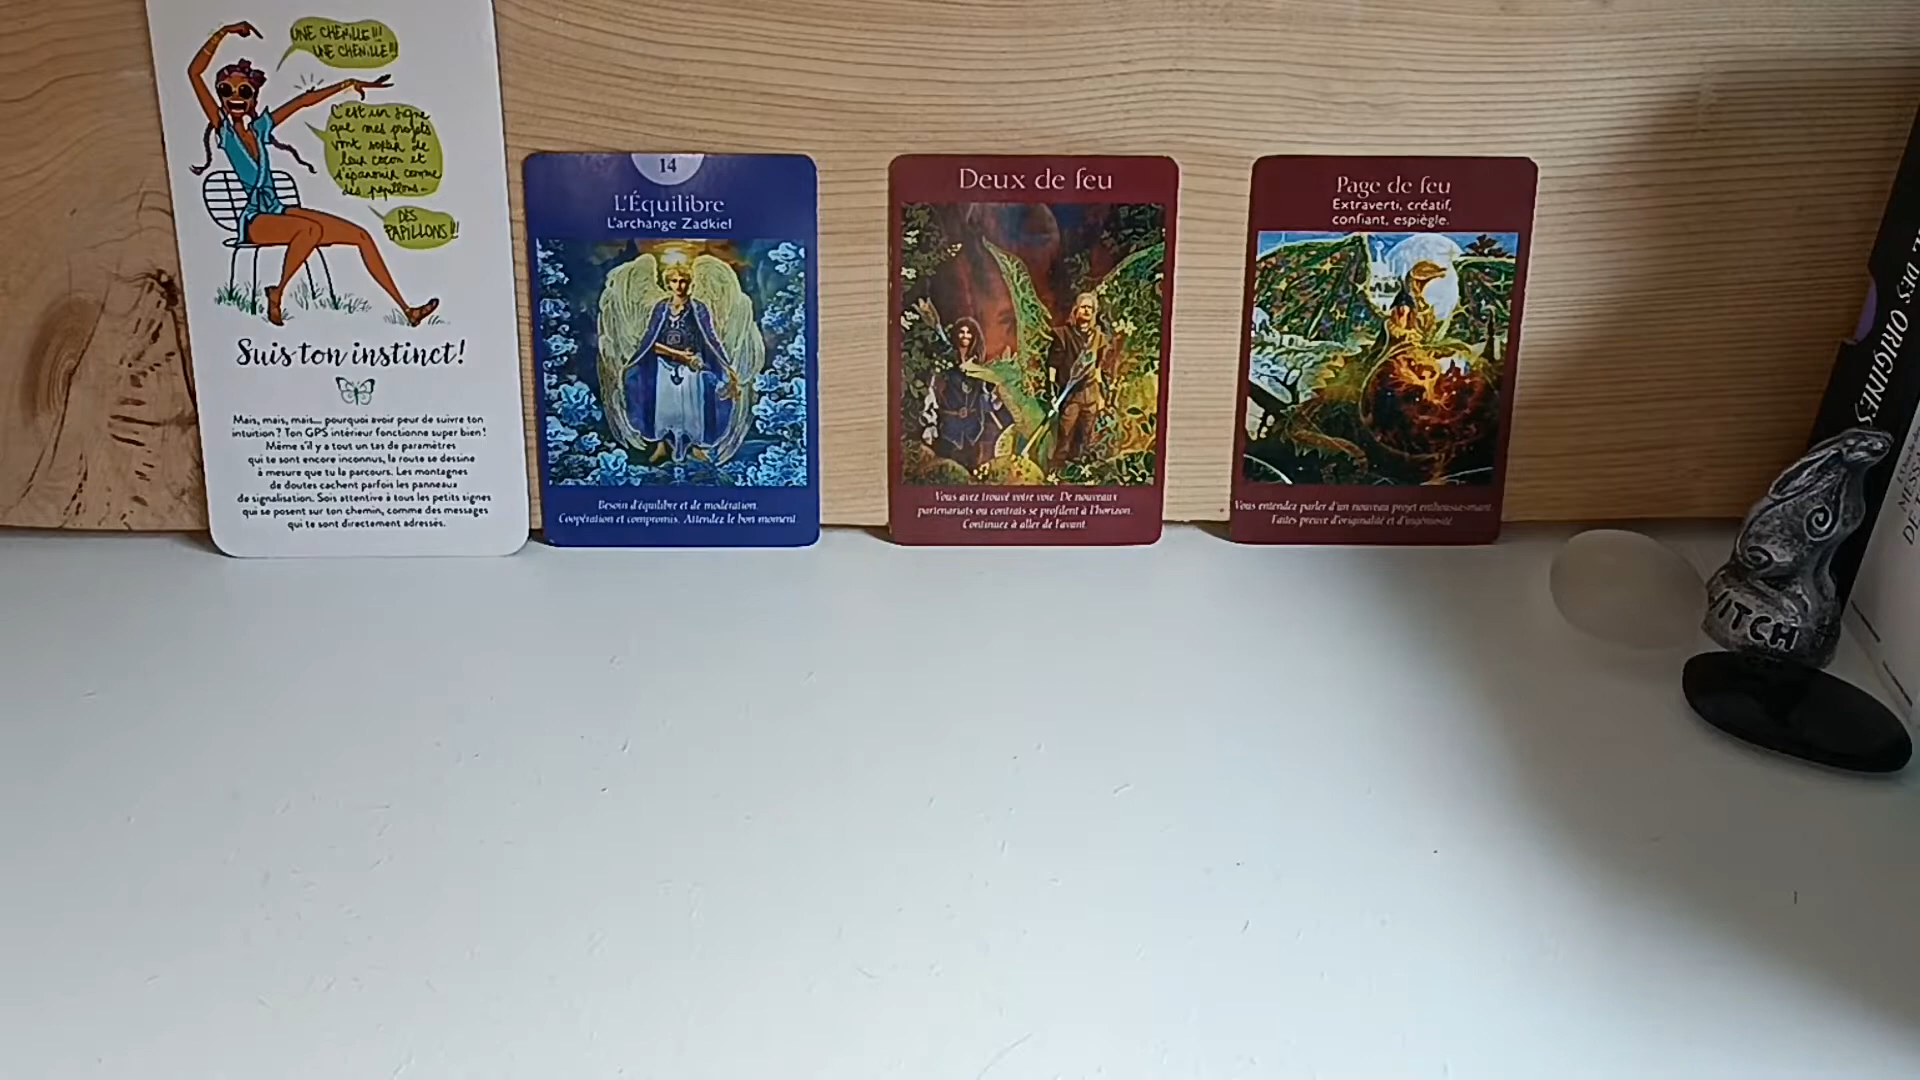 UNE CHENILLE!!!
UNE CHENILLE!!
C'est un signe
que mes projets
vont sortir de
leur cocon et
s'épanouir comme
des papillons...
DES
PAPILLONS!!!
Suis ton instinct!
Mais, mais, mais... pourquoi avoir peur de suivre ton
intuition? Ton GPS intérieur fonctionne super bien!
Même s'il y a tout un tas de paramètres
qui te sont encore inconnus, la route se dessine
à mesure que tu la parcours. Les montagnes
de doutes cachent parfois les panneaux
de signalisation. Sois attentive à tous les petits signes
qui se posent sur ton chemin, comme des messages
qui te sont directement adressés.
14
L'Équilibre
L'archange Zadkiel
Besoin d'équilibre et de modération.
Coopération et compromis. Attendez le bon moment.
Deux de feu
Vous avez trouvé votre voie. De nouveaux
partenariats ou contrats se profilent à l'horizon.
Continuez à aller de l'avant.
Page de feu
Extraverti, créatif,
confiant, espiègle.
Vous entendez parler d'un nouveau projet enthousiasmant.
Faites preuve d'originalité et d'ingéniosité.
DES ORIGINES
WITCH